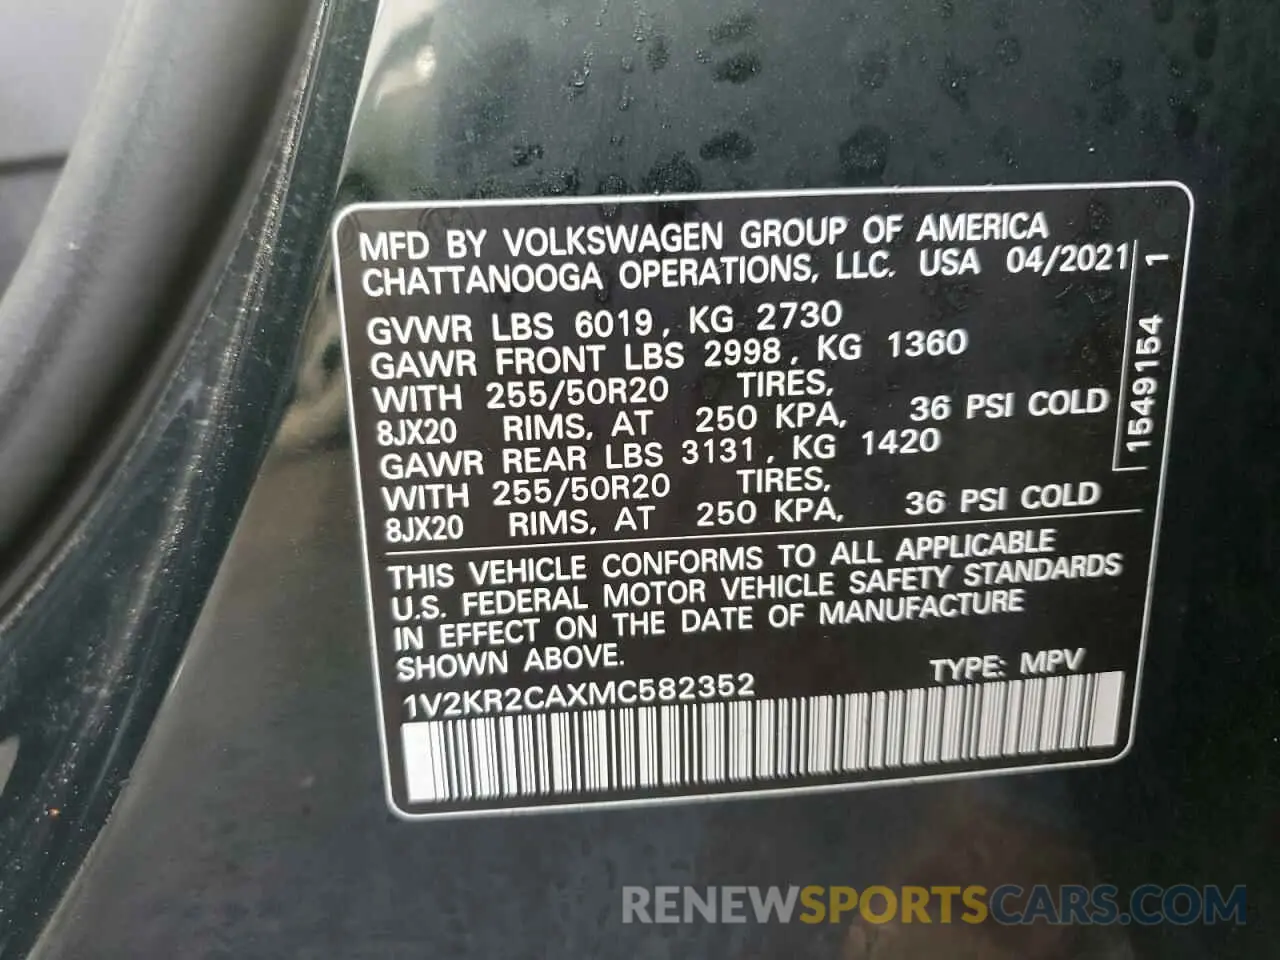 MFD BY VOLKSWAGEN GROUP OF AMERICA
CHATTANOOGA OPERATIONS, LLC. USA 04/2021
GVWR LBS 6019, KG 2730
GAWR FRONT LBS 2998, KG 1360
WITH 255/50R20 TIRES,
8JX20 RIMS, AT 250 KPA, 36 PSI COLD
GAWR REAR LBS 3131, KG 1420
WITH 255/50R20 TIRES,
8JX20 RIMS, AT 250 KPA, 36 PSI COLD
1549154 1
THIS VEHICLE CONFORMS TO ALL APPLICABLE
U.S. FEDERAL MOTOR VEHICLE SAFETY STANDARDS
IN EFFECT ON THE DATE OF MANUFACTURE
SHOWN ABOVE.
TYPE: MPV
1V2KR2CAXMC582352
RENEWSPORTSCARS.COM